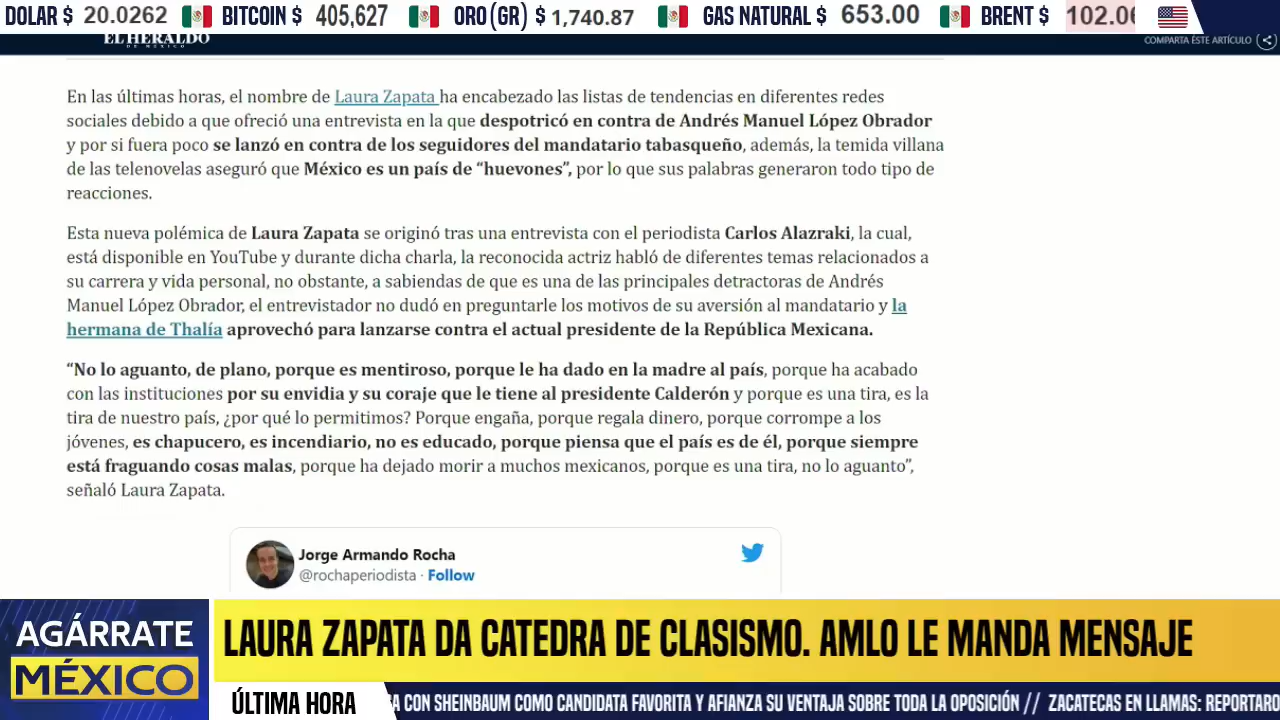 DOLAR $ 20.0262 BITCOIN $ 405,627 ORO(GR) $ 1,740.87 GAS NATURAL $ 653.00 BRENT $ 102.06
EL HERALDO
DE MÉXICO
COMPARTA ÉSTE ARTÍCULO
En las últimas horas, el nombre de Laura Zapata ha encabezado las listas de tendencias en diferentes redes
sociales debido a que ofreció una entrevista en la que despotricó en contra de Andrés Manuel López Obrador
y por si fuera poco se lanzó en contra de los seguidores del mandatario tabasqueño, además, la temida villana
de las telenovelas aseguró que México es un país de “huevones”, por lo que sus palabras generaron todo tipo de
reacciones.
Esta nueva polémica de Laura Zapata se originó tras una entrevista con el periodista Carlos Alazraki, la cual,
está disponible en YouTube y durante dicha charla, la reconocida actriz habló de diferentes temas relacionados a
su carrera y vida personal, no obstante, a sabiendas de que es una de las principales detractoras de Andrés
Manuel López Obrador, el entrevistador no dudó en preguntarle los motivos de su aversión al mandatario y la
hermana de Thalía aprovechó para lanzarse contra el actual presidente de la República Mexicana.
“No lo aguanto, de plano, porque es mentiroso, porque le ha dado en la madre al país, porque ha acabado
con las instituciones por su envidia y su coraje que le tiene al presidente Calderón y porque es una tira, es la
tira de nuestro país, ¿por qué lo permitimos? Porque engaña, porque regala dinero, porque corrompe a los
jóvenes, es chapucero, es incendiario, no es educado, porque piensa que el país es de él, porque siempre
está fraguando cosas malas, porque ha dejado morir a muchos mexicanos, porque es una tira, no lo aguanto”,
señaló Laura Zapata.
Jorge Armando Rocha
@rochaperiodista · Follow
AGÁRRATE
MÉXICO
LAURA ZAPATA DA CATEDRA DE CLASISMO. AMLO LE MANDA MENSAJE
ÚLTIMA HORA
A CON SHEINBAUM COMO CANDIDATA FAVORITA Y AFIANZA SU VENTAJA SOBRE TODA LA OPOSICIÓN // ZACATECAS EN LLAMAS: REPORTARO